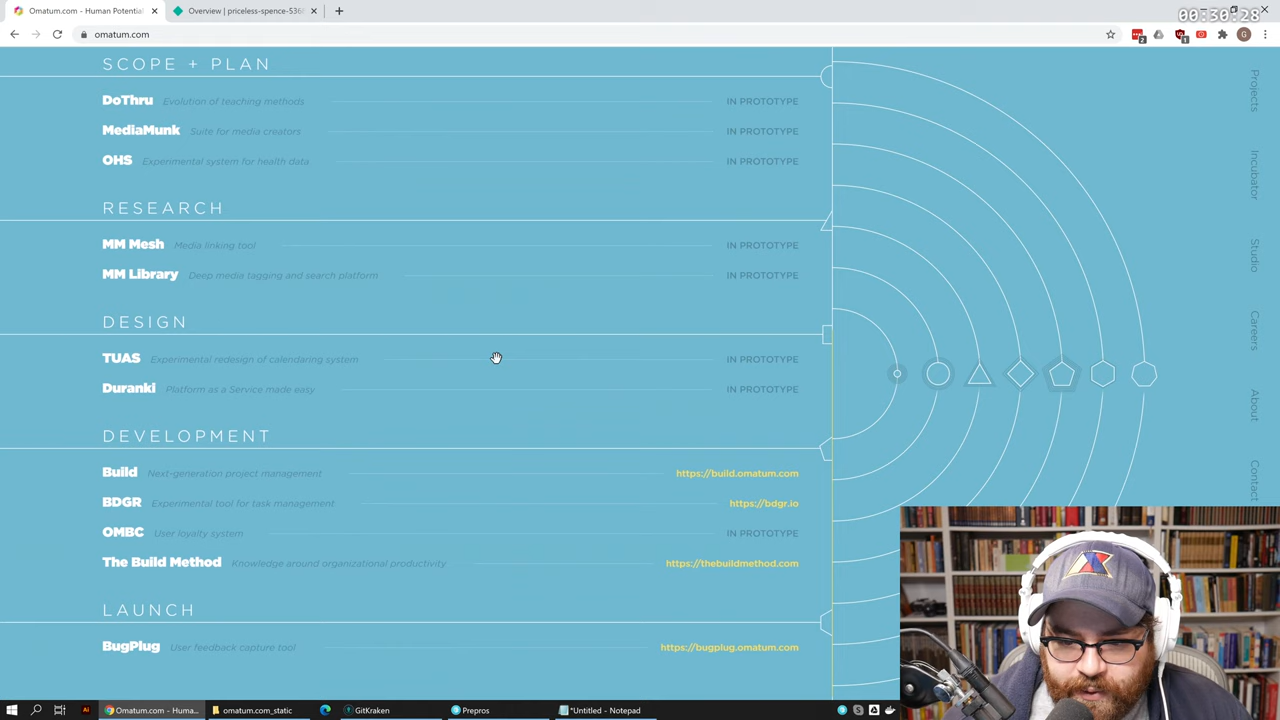 Omatum.com - Human Potential
Overview | priceless-spence-536
00:30:28
omatum.com
SCOPE + PLAN
DoThru Evolution of teaching methods IN PROTOTYPE
MediaMunk Suite for media creators IN PROTOTYPE
OHS Experimental system for health data IN PROTOTYPE
RESEARCH
MM Mesh Media linking tool IN PROTOTYPE
MM Library Deep media tagging and search platform IN PROTOTYPE
DESIGN
TUAS Experimental redesign of calendaring system IN PROTOTYPE
Duranki Platform as a Service made easy IN PROTOTYPE
DEVELOPMENT
Build Next-generation project management https://build.omatum.com
BDGR Experimental tool for task management https://bdgr.io
OMBC User loyalty system IN PROTOTYPE
The Build Method Knowledge around organizational productivity https://thebuildmethod.com
LAUNCH
BugPlug User feedback capture tool https://bugplug.omatum.com
Projects
Incubator
Studio
Careers
About
Contact
Omatum.com - Huma...
omatum.com_static
GitKraken
Prepros
*Untitled - Notepad